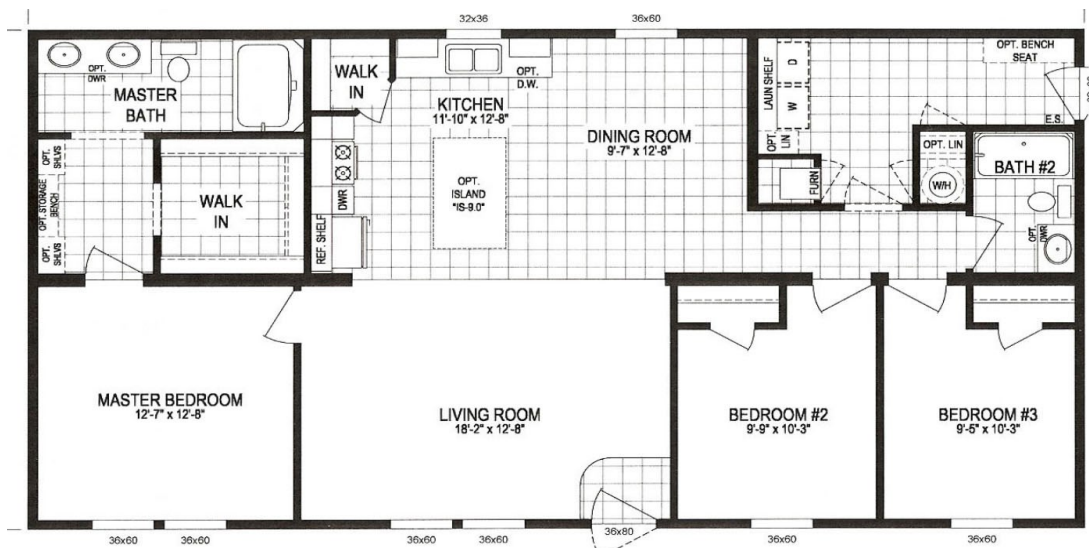 32x36
36x60
OPT.
DWR
MASTER
BATH
WALK
IN
KITCHEN
11'-10" x 12'-8"
OPT.
D.W.
DINING ROOM
9'-7" x 12'-8"
LAUN SHELF
D
W
OPT.
LIN
OPT. BENCH
SEAT
E.S.
OPT. LIN
W/H
BATH #2
OPT.
DWR
FURN
OPT.
SHLVS
OPT. STORAGE
BENCH
OPT.
SHLVS
WALK
IN
DWR
REF. SHELF
OPT.
ISLAND
"IS-9.0"
MASTER BEDROOM
12'-7" x 12'-8"
LIVING ROOM
18'-2" x 12'-8"
BEDROOM #2
9'-9" x 10'-3"
BEDROOM #3
9'-5" x 10'-3"
36x60
36x60
36x60
36x60
36x80
36x60
36x60